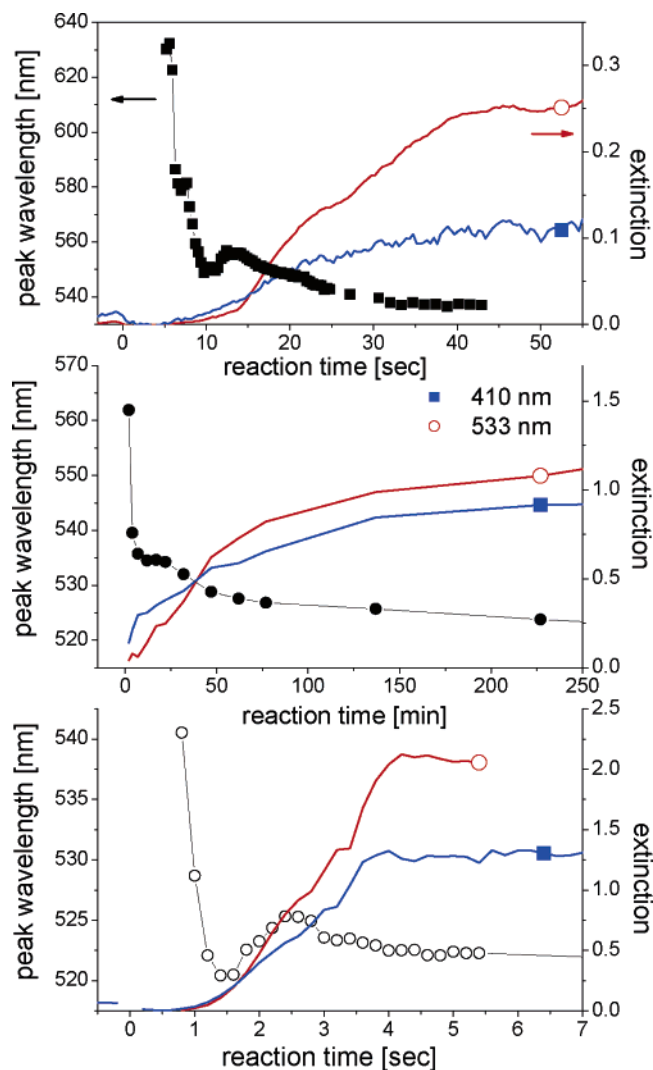 peak wavelength [nm]
640
620
600
580
560
540
0.3
0.2
0.1
0.0
extinction
0 10 20 30 40 50
reaction time [sec]
peak wavelength [nm]
570
560
550
540
530
520
410 nm
533 nm
1.5
1.0
0.5
0.0
extinction
0 50 100 150 200 250
reaction time [min]
peak wavelength [nm]
540
535
530
525
520
2.5
2.0
1.5
1.0
0.5
0.0
extinction
0 1 2 3 4 5 6 7
reaction time [sec]